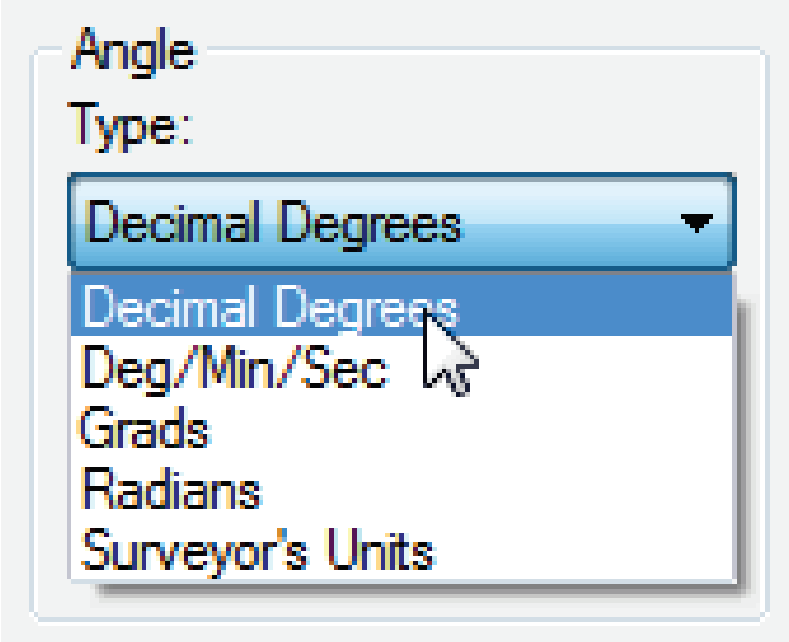 Angle
Type:
Decimal Degrees
Decimal Degrees
Deg/Min/Sec
Grads
Radians
Surveyor's Units